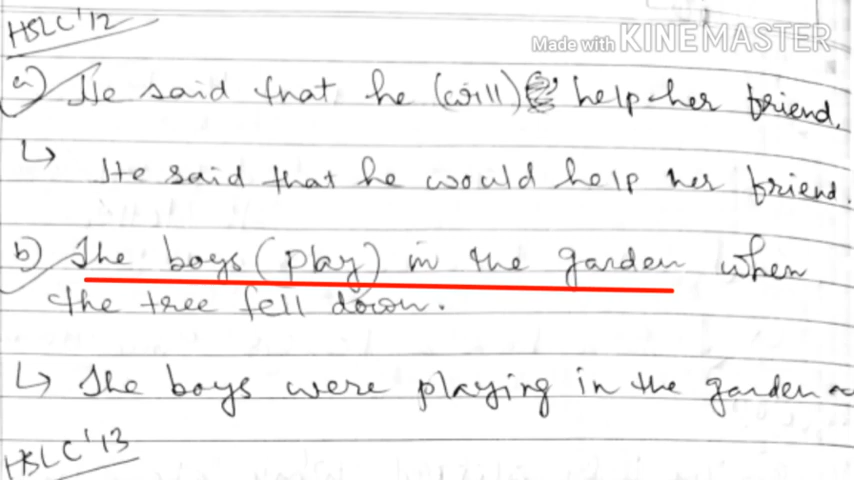 HSLC'12
Made with KINEMASTER
a) He said that he (will) help her friend.
↳ He said that he would help her friend.
b) The boys (play) in the garden when
the tree fell down.
↳ The boys were playing in the garden
HSLC'13